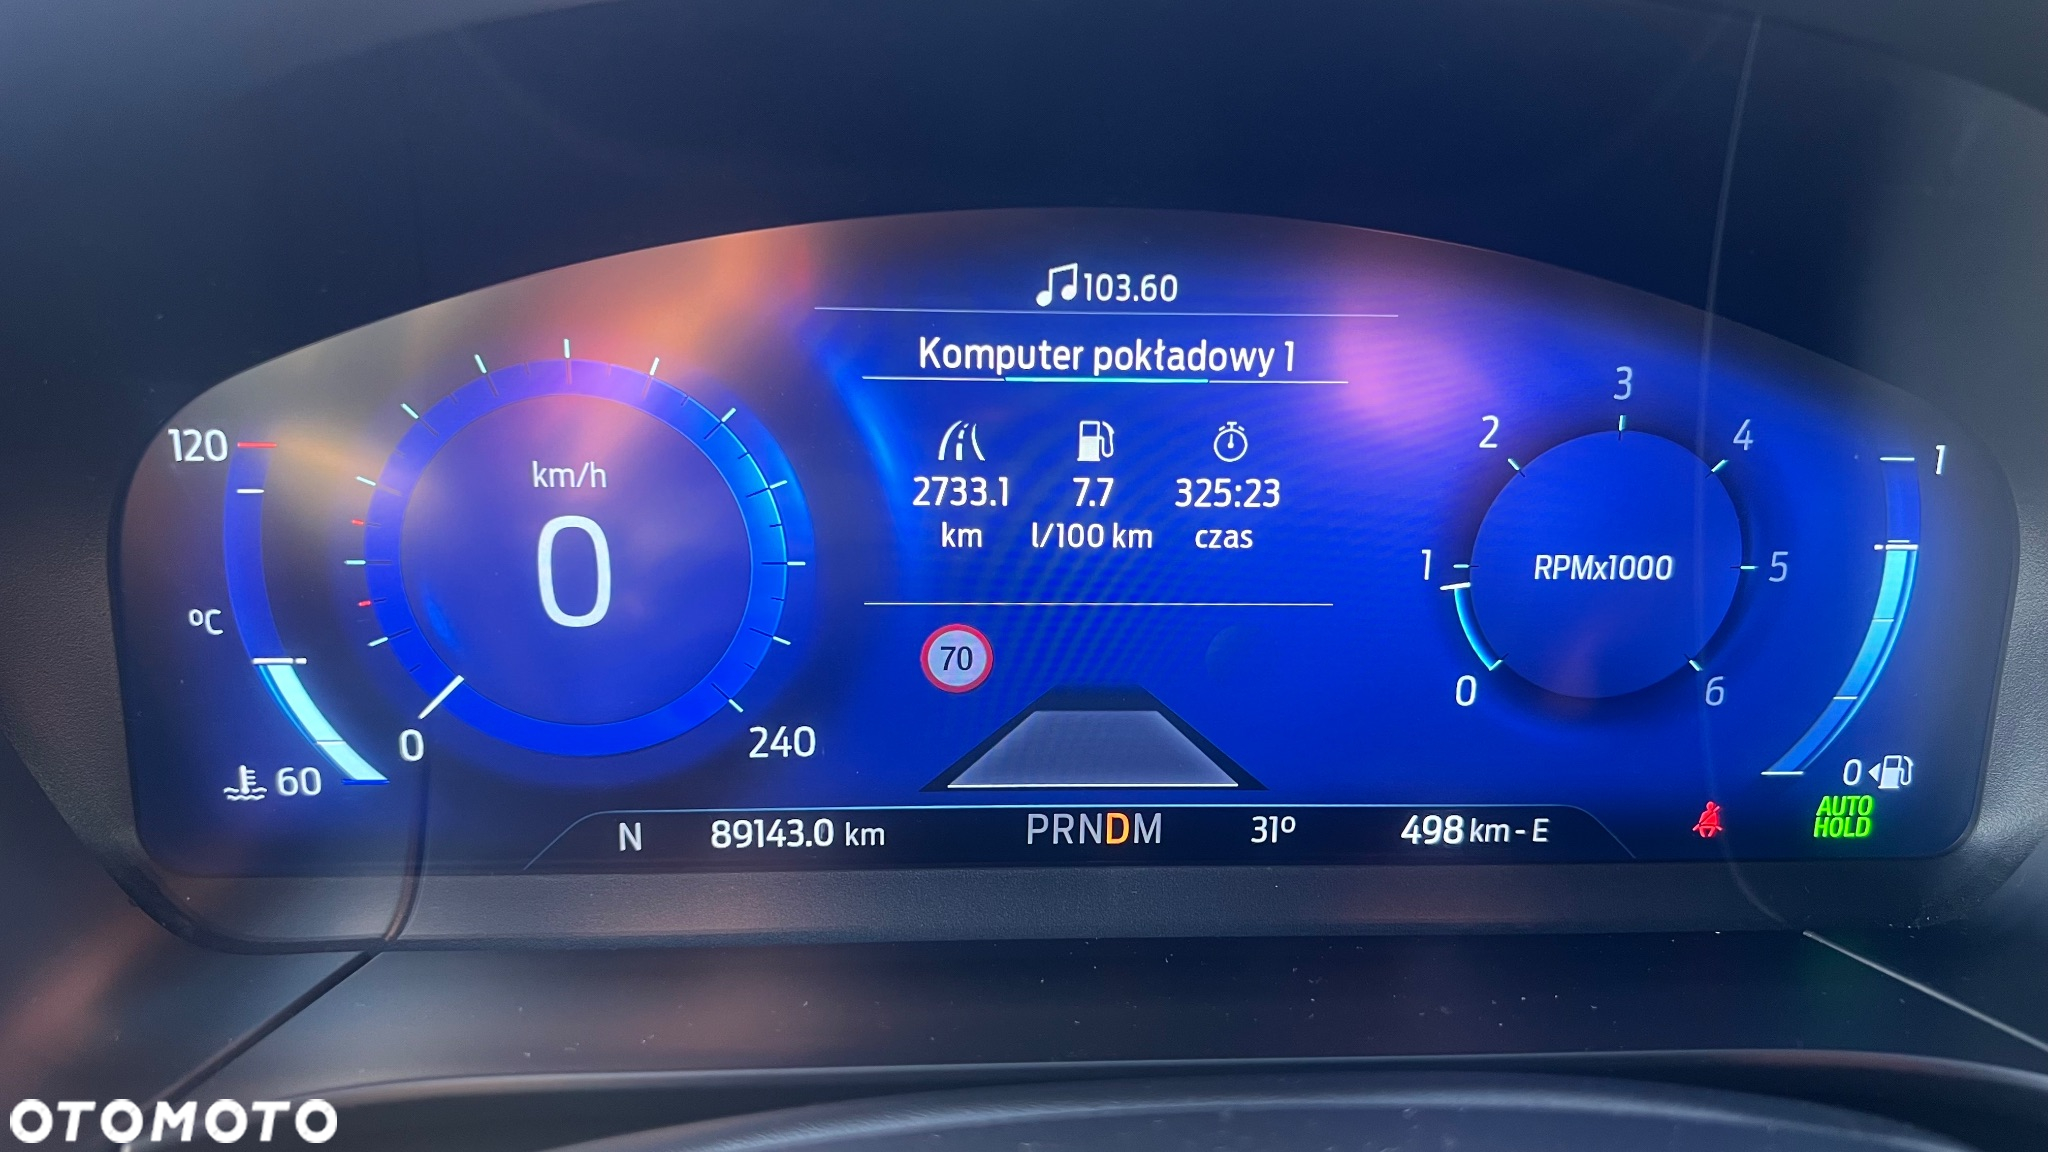 103.60
Komputer pokładowy 1
2733.1 7.7 325:23
km l/100 km czas
120
ºC
60
km/h
0
0 240
70
0 1 2 3 4 5 6
RPMx1000
1
0
N 89143.0 km PRNDM 31º 498 km - E
AUTO
HOLD
OTOMOTO